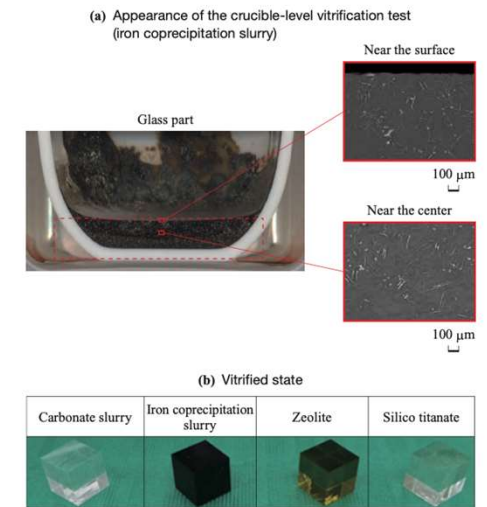 (a) Appearance of the crucible-level vitrification test
(iron coprecipitation slurry)
Near the surface
Glass part
100 μm
Near the center
100 μm
(b) Vitrified state
Carbonate slurry
Iron coprecipitation
slurry
Zeolite
Silico titanate